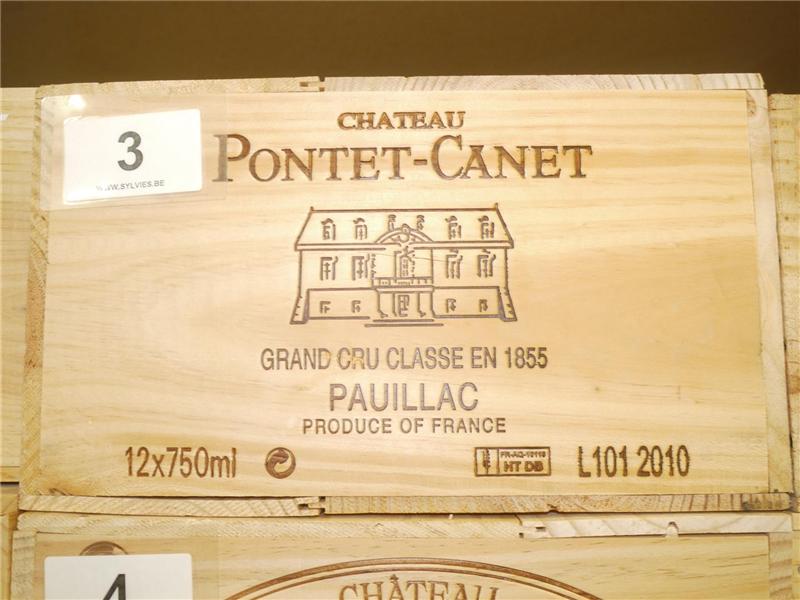 3
WWW.SYLVIES.BE
CHATEAU
PONTET-CANET
GRAND CRU CLASSE EN 1855
PAUILLAC
PRODUCE OF FRANCE
12x750ml
HT DB
L101 2010
4
CHÂTEAU